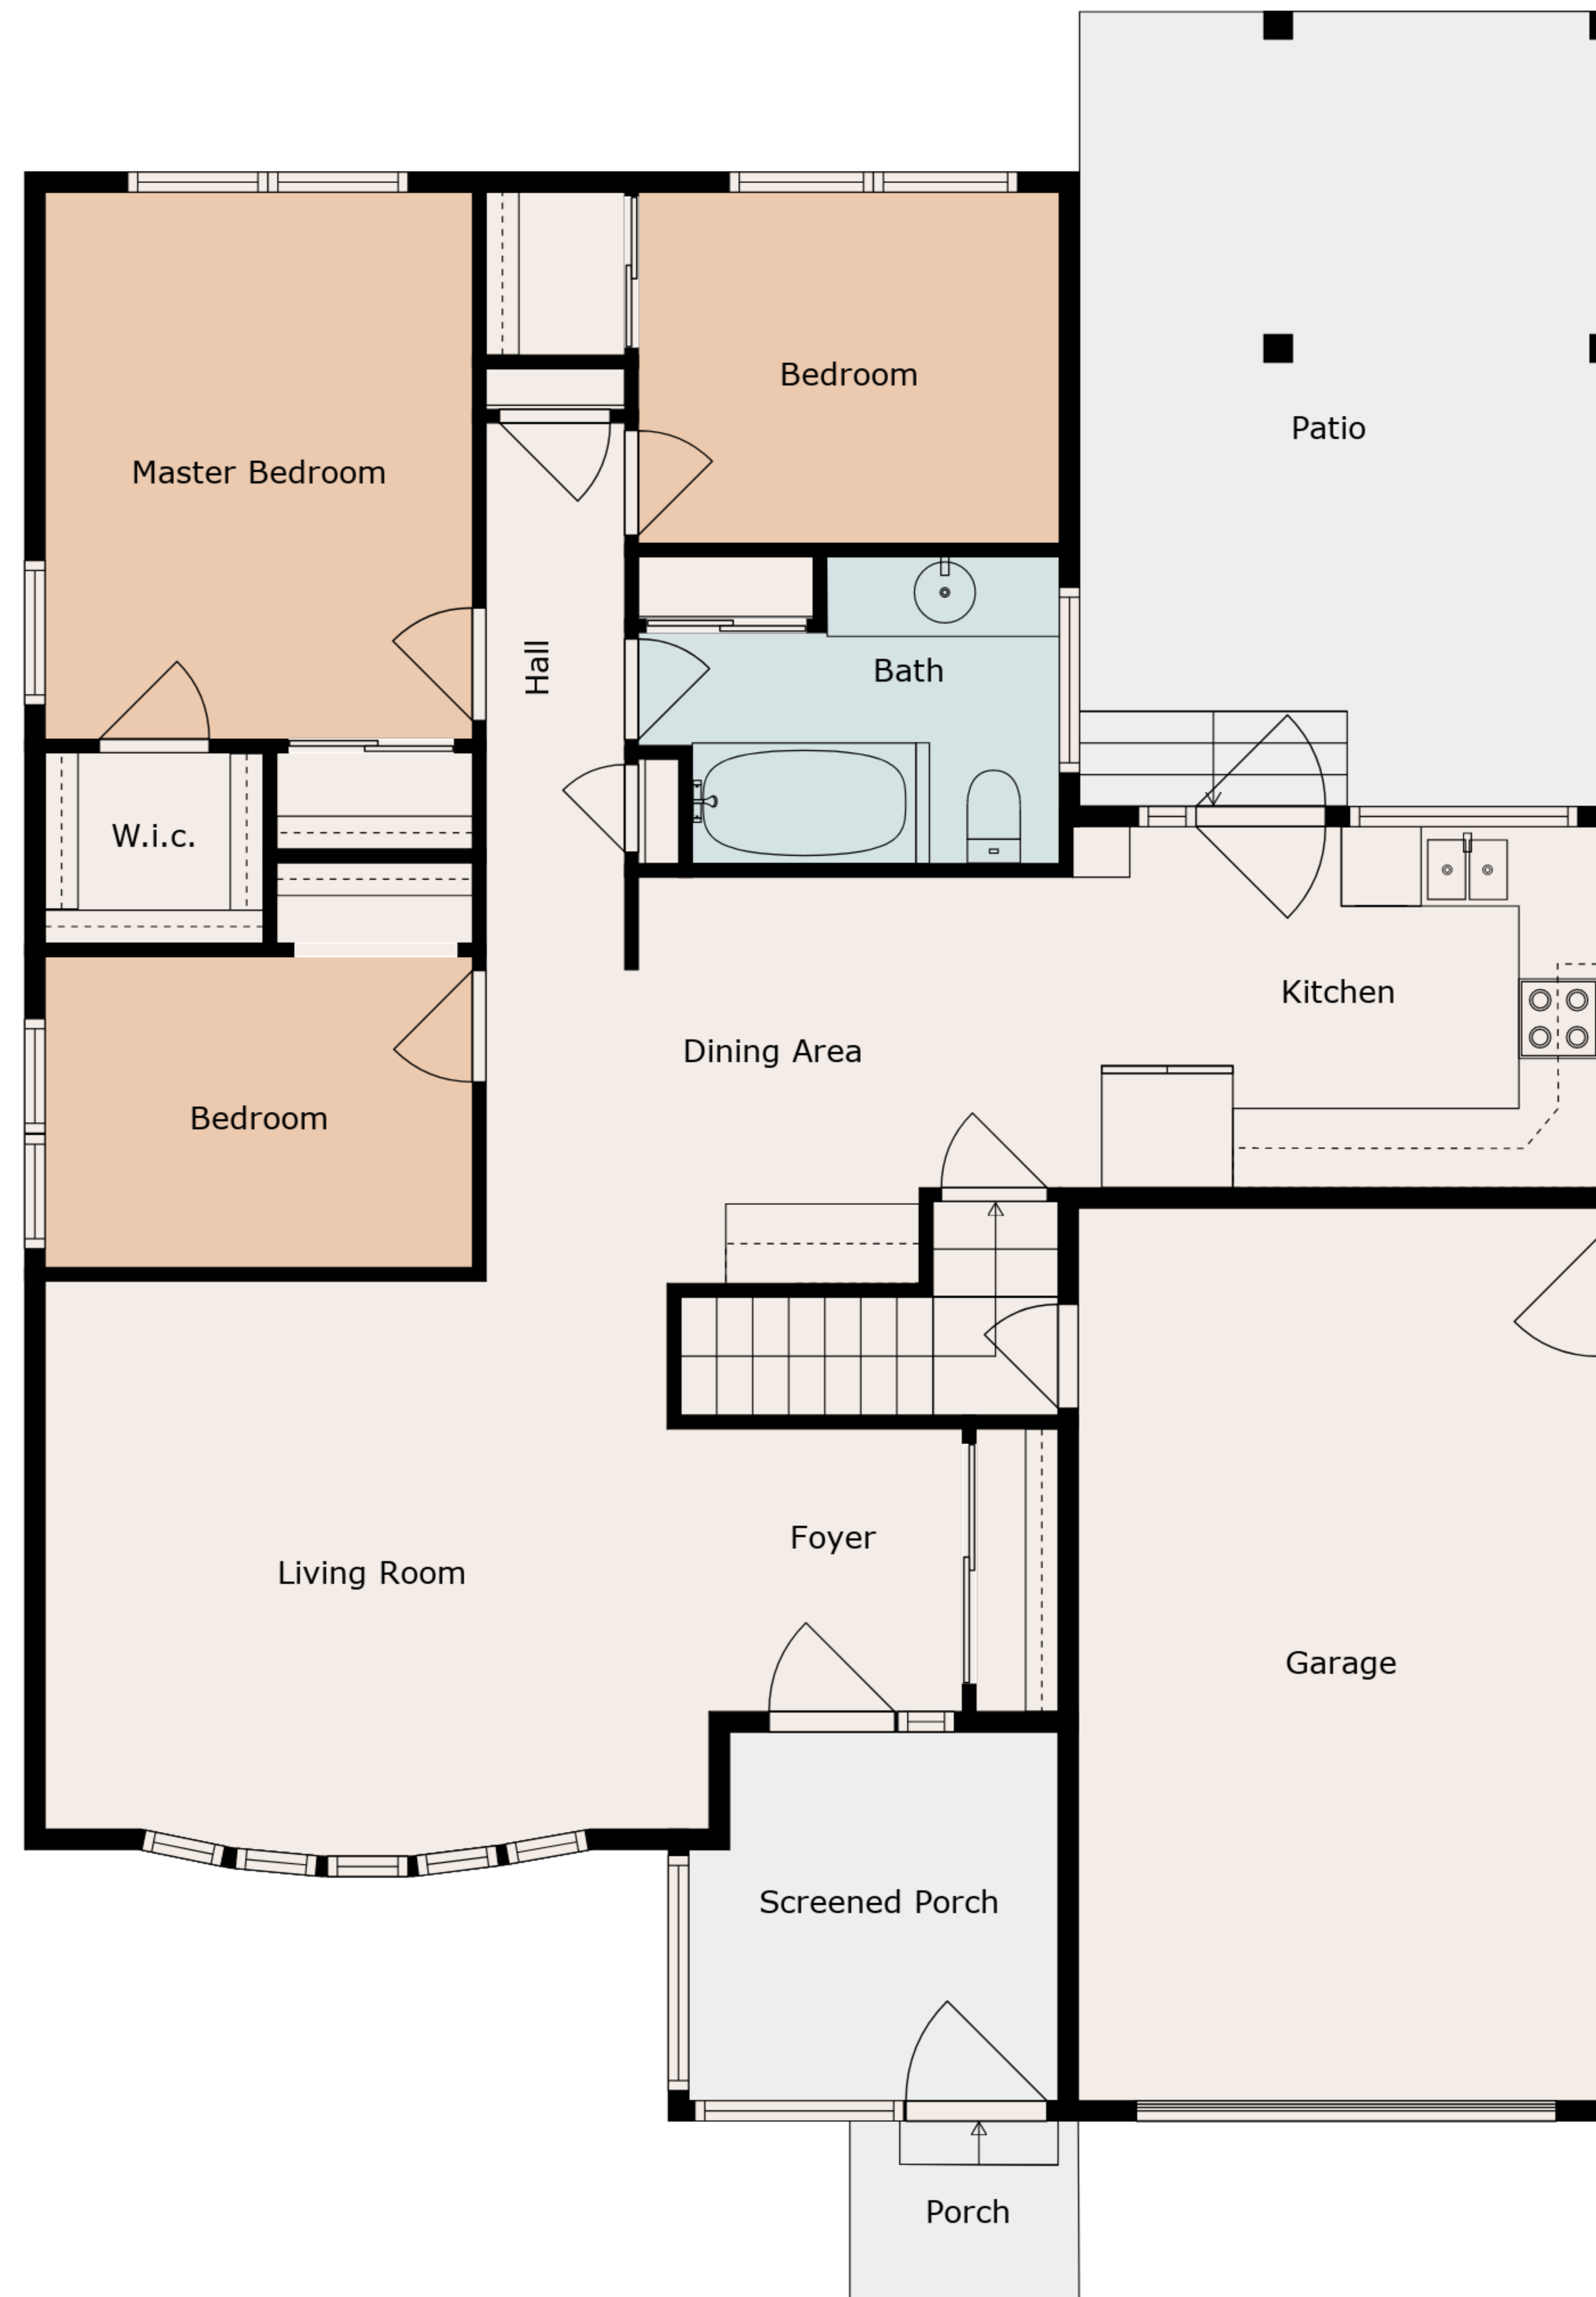 Bedroom
Patio
Master Bedroom
Hall
Bath
W.i.c.
Kitchen
Dining Area
Bedroom
Foyer
Living Room
Garage
Screened Porch
Porch